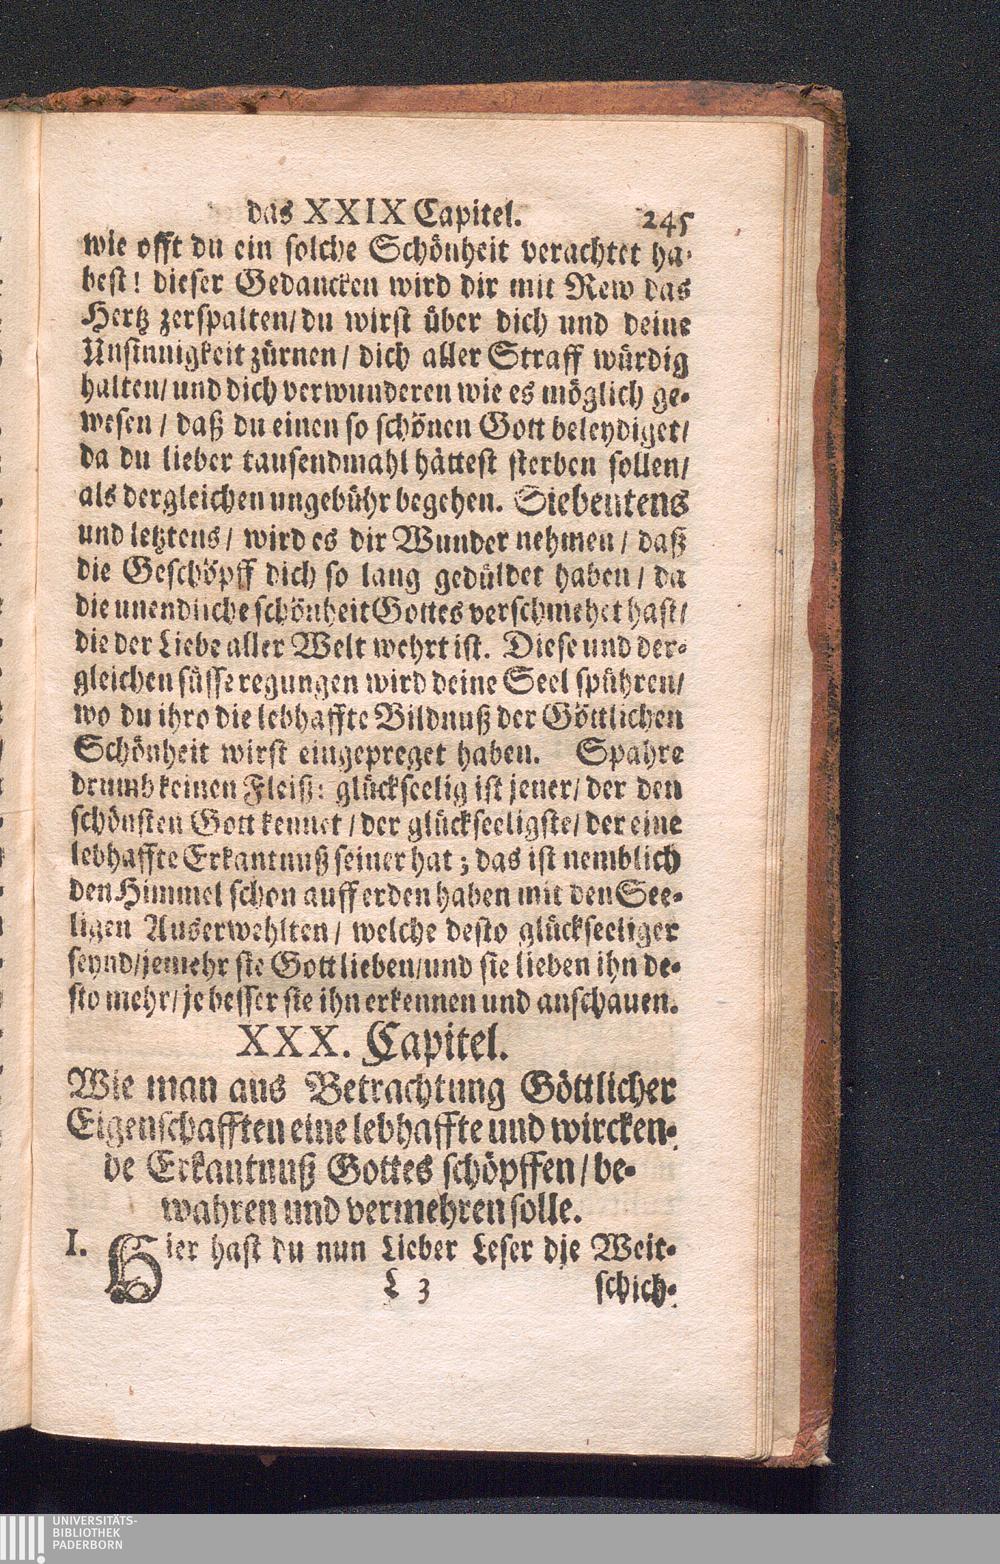 das XXIX Capitel. 245
wie offt du ein solche Schönheit verachtet ha-
best! dieser Gedancken wird dir mit Rew das
Hertz zerspalten/ du wirst über dich und deine
Unsinnigkeit zürnen / dich aller Straff würdig
halten/ und dich verwunderen wie es möglich ge-
wesen / daß du einen so schönen Gott beleydiget/
da du lieber tausendmahl hättest sterben sollen/
als dergleichen ungebühr begehen. Siebentens
und letztens / wird es dir Wunder nehmen / daß
die Geschöpff dich so lang gedüldet haben / da
die unendliche schönheit Gottes verschmehet hast/
die der Liebe aller Welt wehrt ist. Diese und der-
gleichen süsse regungen wird deine Seel spühren/
wo du ihro die lebhaffte Bildnuß der Göttlichen
Schönheit wirst eingepreget haben. Spahre
drumb keinen Fleiß: glückseelig ist jener/ der den
schönsten Gott kennet / der glückseeligste/ der eine
lebhaffte Erkantnuß seiner hat ; das ist nemblich
den Himmel schon auff erden haben mit den See-
ligen Auserwehlten / welche desto glückseeliger
seynd/ jemehr sie Gott lieben/ und sie lieben ihn de-
sto mehr/ je besser sie ihn erkennen und anschauen.
XXX. Capitel.
Wie man aus Betrachtung Göttlicher
Eigenschafften eine lebhaffte und wircken-
de Erkantnuß Gottes schöpffen / be-
wahren und vermehren solle.
I. Hier hast du nun Lieber Leser die Weit-
L 3 schich-
UNIVERSITÄTS-
BIBLIOTHEK
PADERBORN